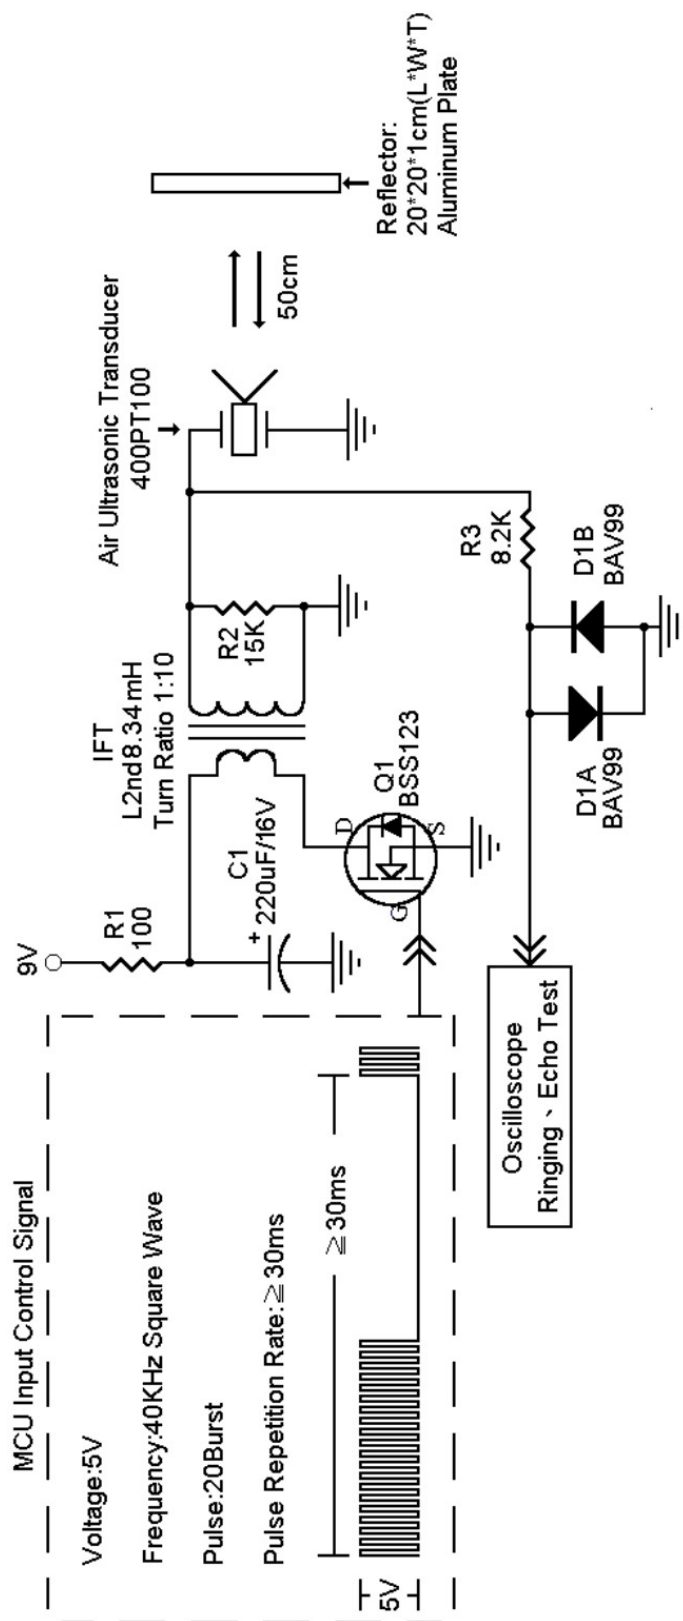 MCU Input Control Signal
Voltage:5V
Frequency:40KHz Square Wave
Pulse:20Burst
Pulse Repetition Rate:≧30ms
≧30ms
5V
9V
R1
100
C1
+
220uF/16V
IFT
L2nd8.34mH
Turn Ratio 1:10
R2
15K
Q1
BSS123
D
G
S
Air Ultrasonic Transducer
400PT100
50cm
Reflector:
20*20*1cm(L*W*T)
Aluminum Plate
R3
8.2K
D1A
BAV99
D1B
BAV99
Oscilloscope
Ringing、Echo Test